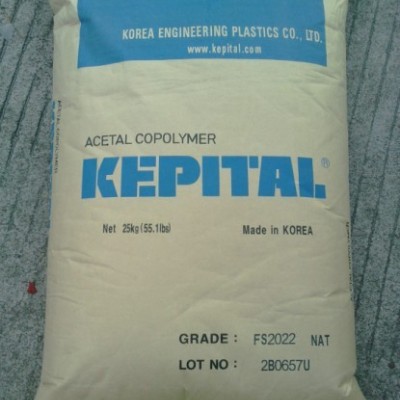 KOREA ENGINEERING PLASTICS CO., LTD.
www.kepital.com
ACETAL COPOLYMER
KEPITAL®
Net 25kg(55.1lbs) Made in KOREA
GRADE : FS2022 NAT
LOT NO : 2B0657U